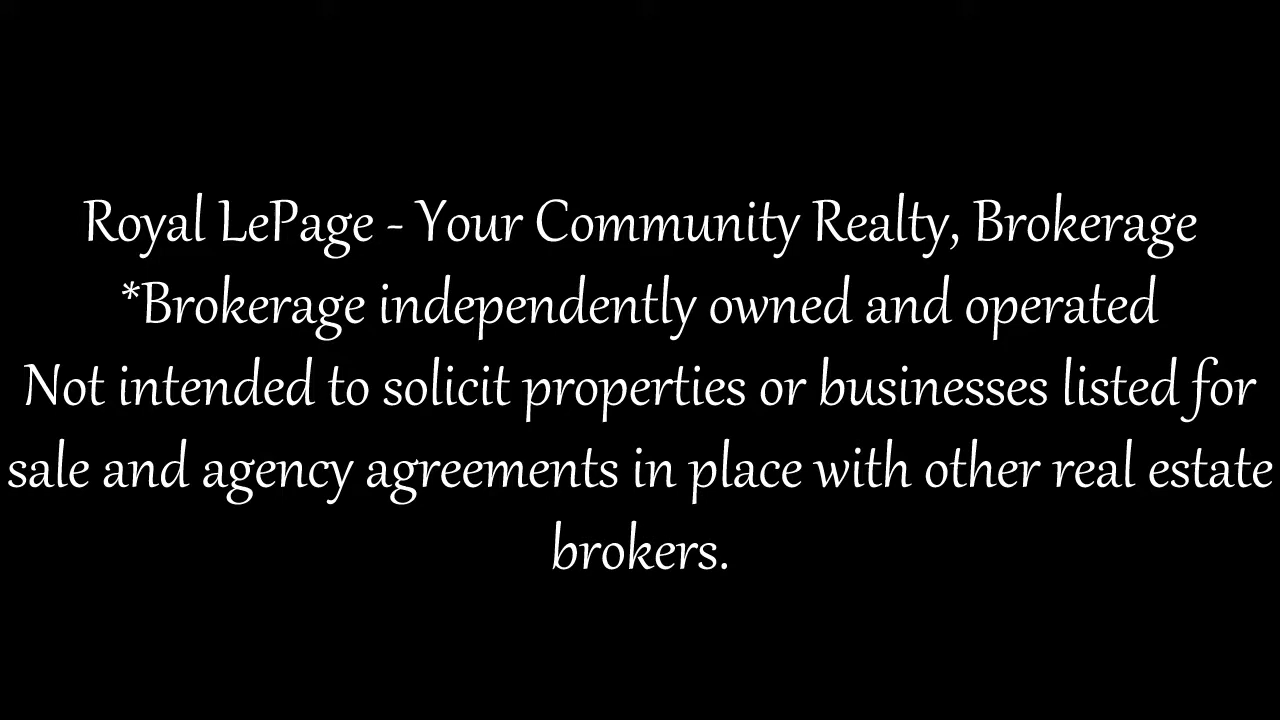 Royal LePage - Your Community Realty, Brokerage
*Brokerage independently owned and operated
Not intended to solicit properties or businesses listed for
sale and agency agreements in place with other real estate
brokers.